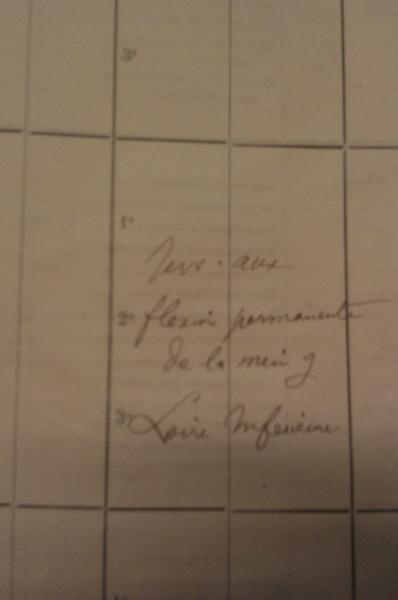 3°
1°
Serv. aux
2° flexion permanente
de la main g
3° Loire Inférieure